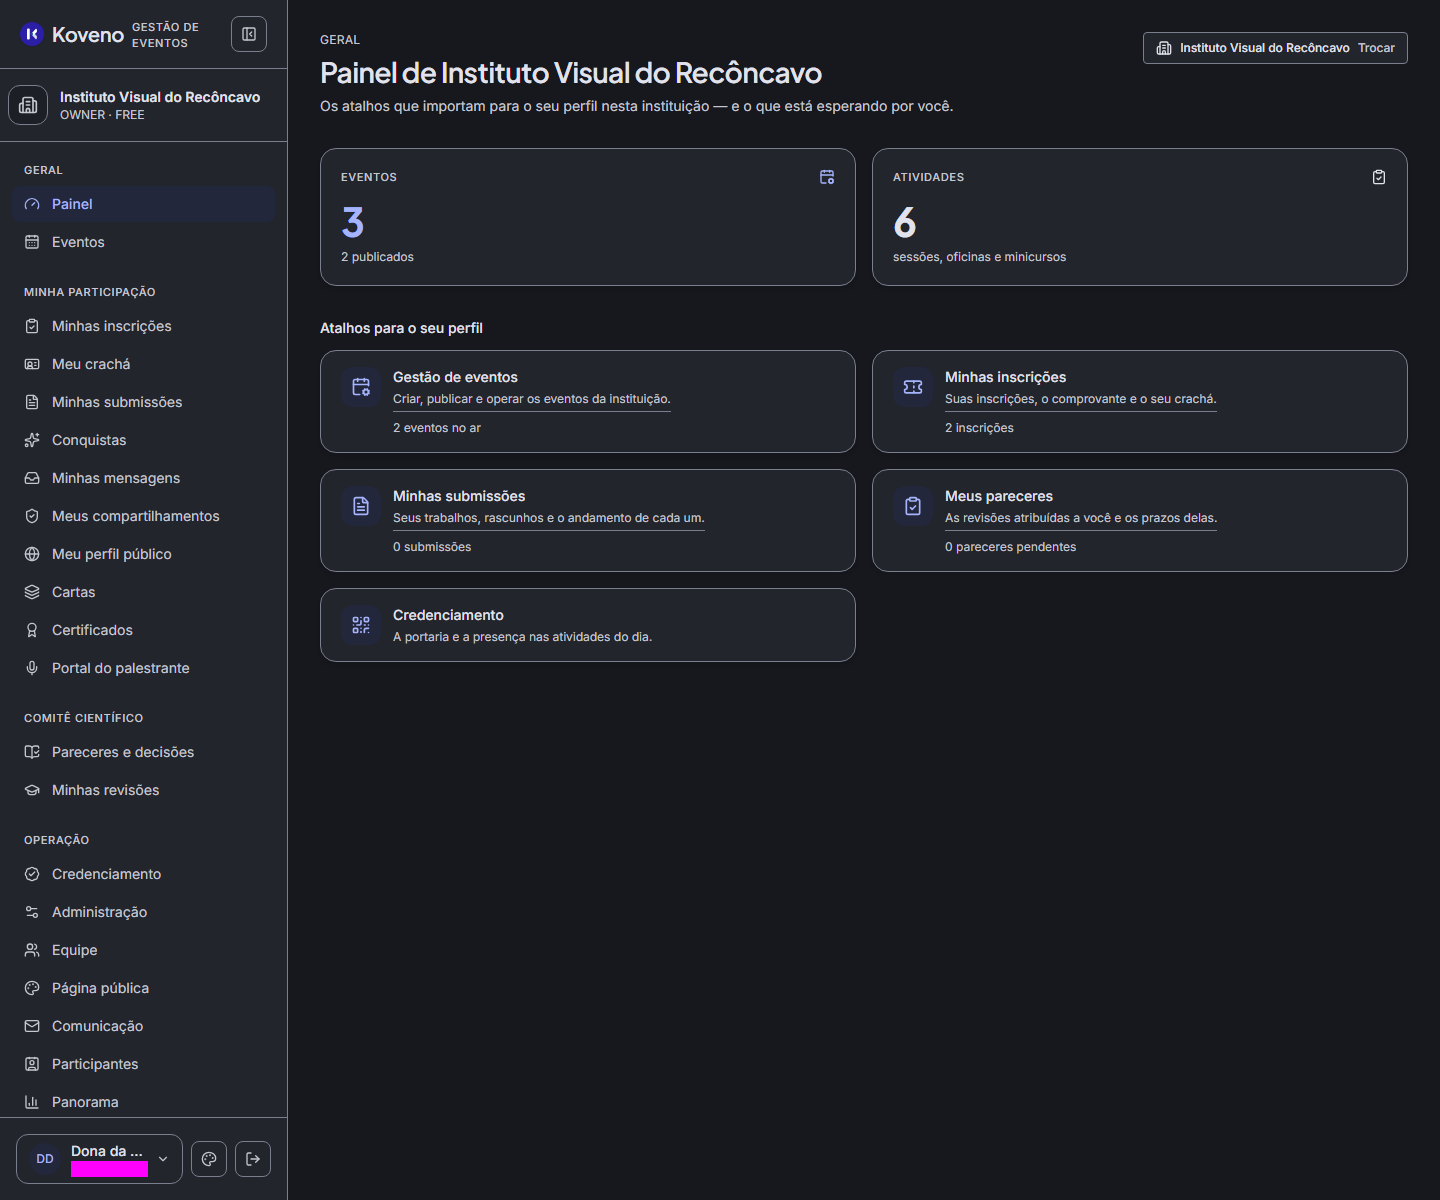 Koveno
GESTÃO DE
EVENTOS
Instituto Visual do Recôncavo
OWNER · FREE
GERAL
Painel
Eventos
MINHA PARTICIPAÇÃO
Minhas inscrições
Meu crachá
Minhas submissões
Conquistas
Minhas mensagens
Meus compartilhamentos
Meu perfil público
Cartas
Certificados
Portal do palestrante
COMITÊ CIENTÍFICO
Pareceres e decisões
Minhas revisões
OPERAÇÃO
Credenciamento
Administração
Equipe
Página pública
Comunicação
Participantes
Panorama
DD
Dona da ...
GERAL
Painel de Instituto Visual do Recôncavo
Os atalhos que importam para o seu perfil nesta instituição — e o que está esperando por você.
Instituto Visual do Recôncavo Trocar
EVENTOS
3
2 publicados
ATIVIDADES
6
sessões, oficinas e minicursos
Atalhos para o seu perfil
Gestão de eventos
Criar, publicar e operar os eventos da instituição.
2 eventos no ar
Minhas inscrições
Suas inscrições, o comprovante e o seu crachá.
2 inscrições
Minhas submissões
Seus trabalhos, rascunhos e o andamento de cada um.
0 submissões
Meus pareceres
As revisões atribuídas a você e os prazos delas.
0 pareceres pendentes
Credenciamento
A portaria e a presença nas atividades do dia.